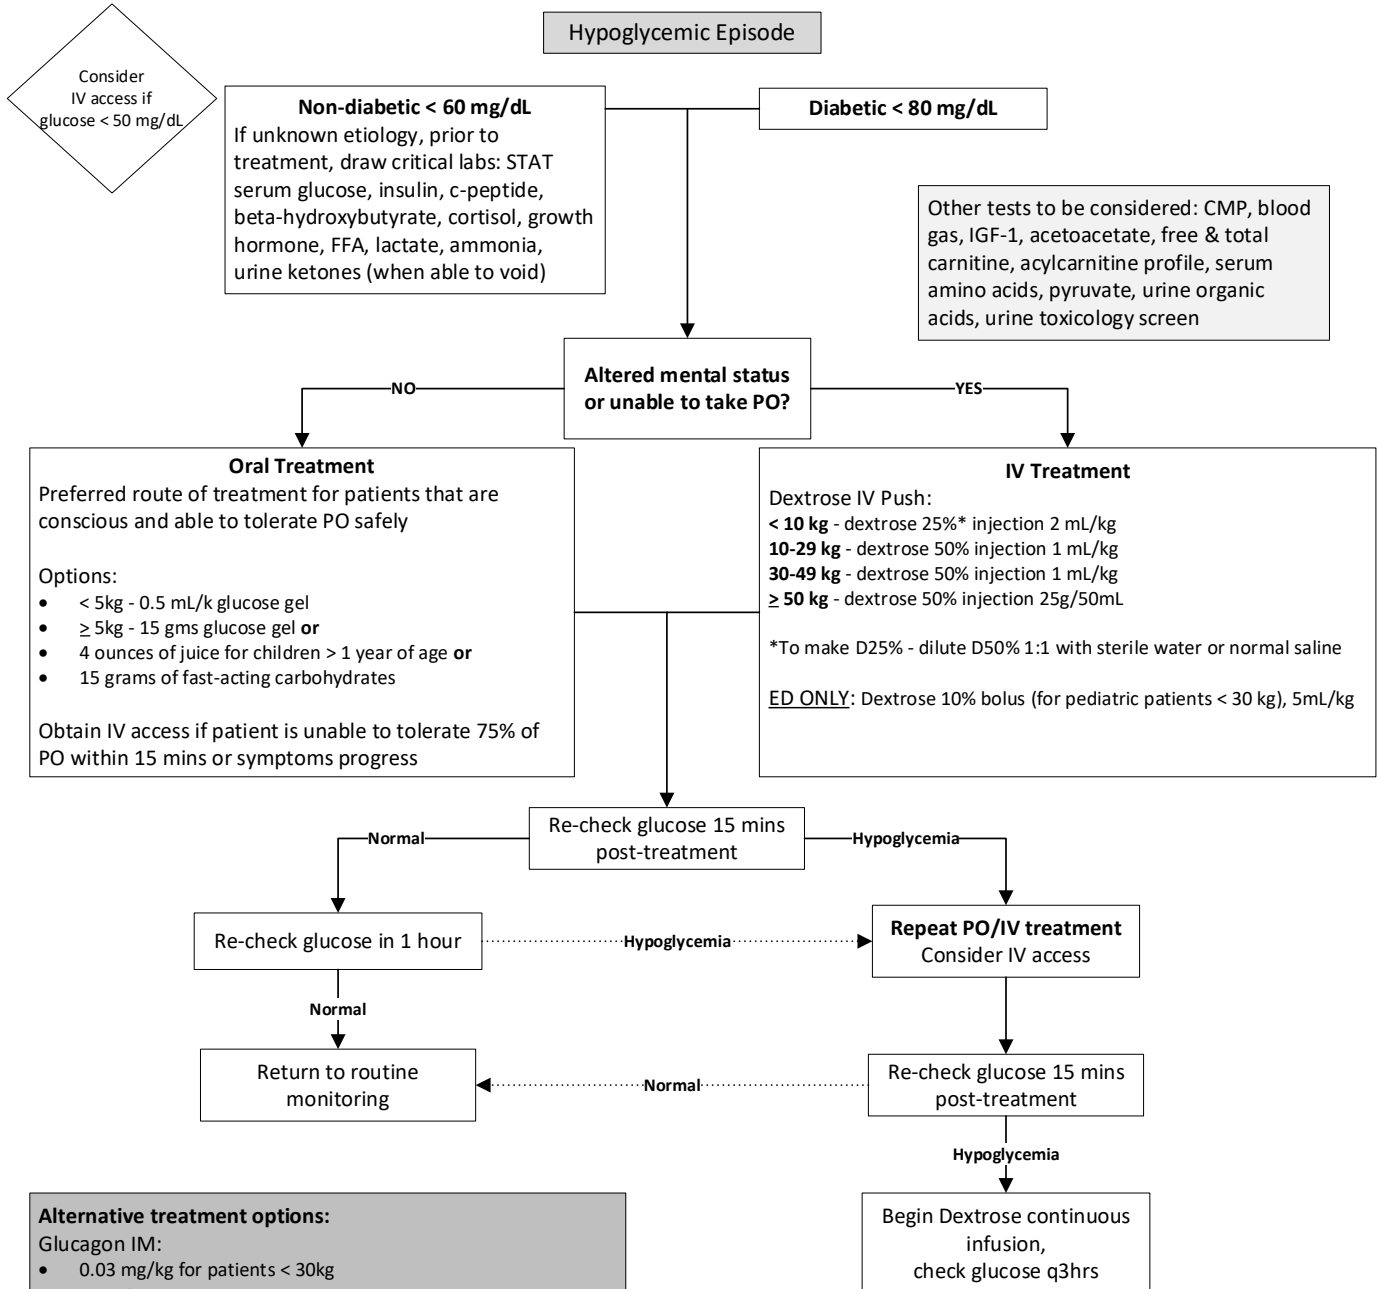 Hypoglycemic Episode
Consider
IV access if
glucose < 50 mg/dL
Non-diabetic < 60 mg/dL
If unknown etiology, prior to
treatment, draw critical labs: STAT
serum glucose, insulin, c-peptide,
beta-hydroxybutyrate, cortisol, growth
hormone, FFA, lactate, ammonia,
urine ketones (when able to void)
Diabetic < 80 mg/dL
Other tests to be considered: CMP, blood
gas, IGF-1, acetoacetate, free & total
carnitine, acylcarnitine profile, serum
amino acids, pyruvate, urine organic
acids, urine toxicology screen
Altered mental status
or unable to take PO?
NO
YES
Oral Treatment
Preferred route of treatment for patients that are
conscious and able to tolerate PO safely
Options:
• < 5kg - 0.5 mL/k glucose gel
• ≥ 5kg - 15 gms glucose gel or
• 4 ounces of juice for children > 1 year of age or
• 15 grams of fast-acting carbohydrates
Obtain IV access if patient is unable to tolerate 75% of
PO within 15 mins or symptoms progress
IV Treatment
Dextrose IV Push:
< 10 kg - dextrose 25%* injection 2 mL/kg
10-29 kg - dextrose 50% injection 1 mL/kg
30-49 kg - dextrose 50% injection 1 mL/kg
≥ 50 kg - dextrose 50% injection 25g/50mL
*To make D25% - dilute D50% 1:1 with sterile water or normal saline
ED ONLY: Dextrose 10% bolus (for pediatric patients < 30 kg), 5mL/kg
Re-check glucose 15 mins
post-treatment
Normal
Hypoglycemia
Re-check glucose in 1 hour
Hypoglycemia
Repeat PO/IV treatment
Consider IV access
Normal
Return to routine
monitoring
Normal
Re-check glucose 15 mins
post-treatment
Hypoglycemia
Begin Dextrose continuous
infusion,
check glucose q3hrs
Alternative treatment options:
Glucagon IM:
• 0.03 mg/kg for patients < 30kg